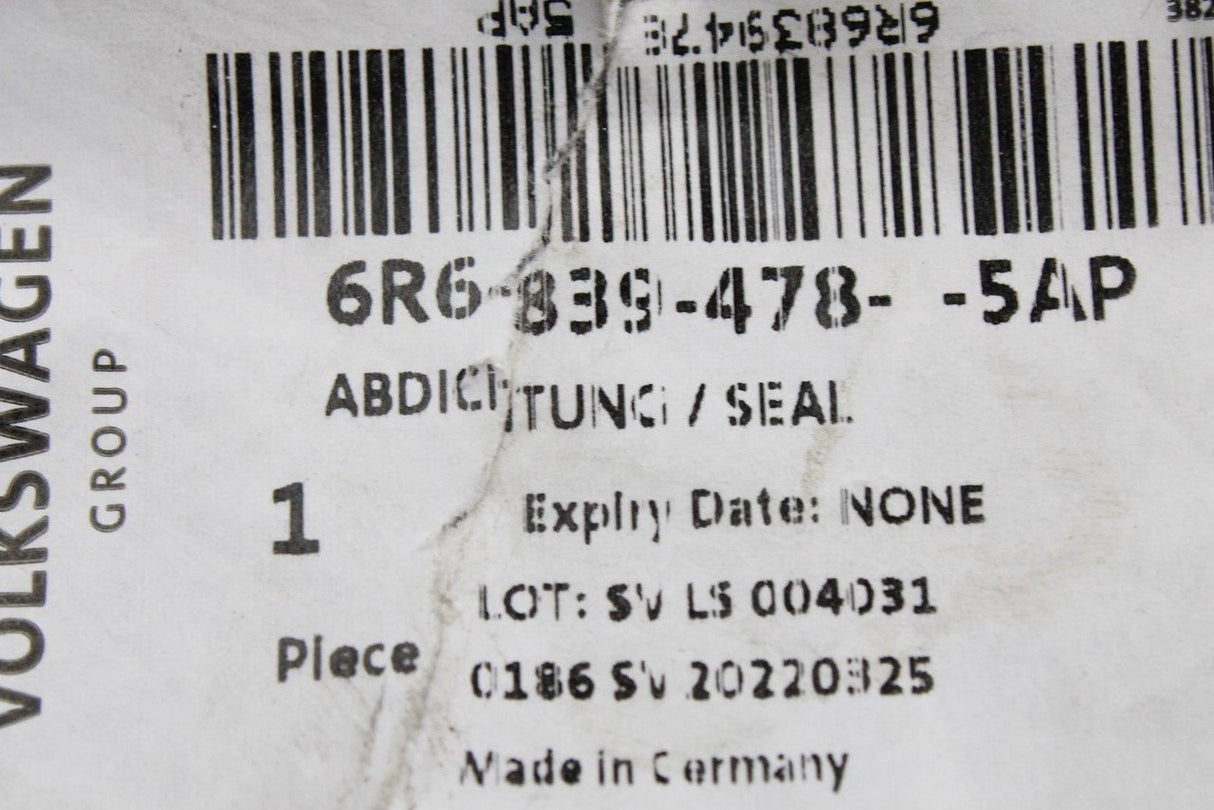 382
6R6839478 5AP
VOLKSWAGEN
GROUP
6R6-839-478- -5AP
ABDICHTUNG / SEAL
1
Expiry Date: NONE
LOT: SV LS 004031
Piece
0186 SV 20220325
Made in Germany